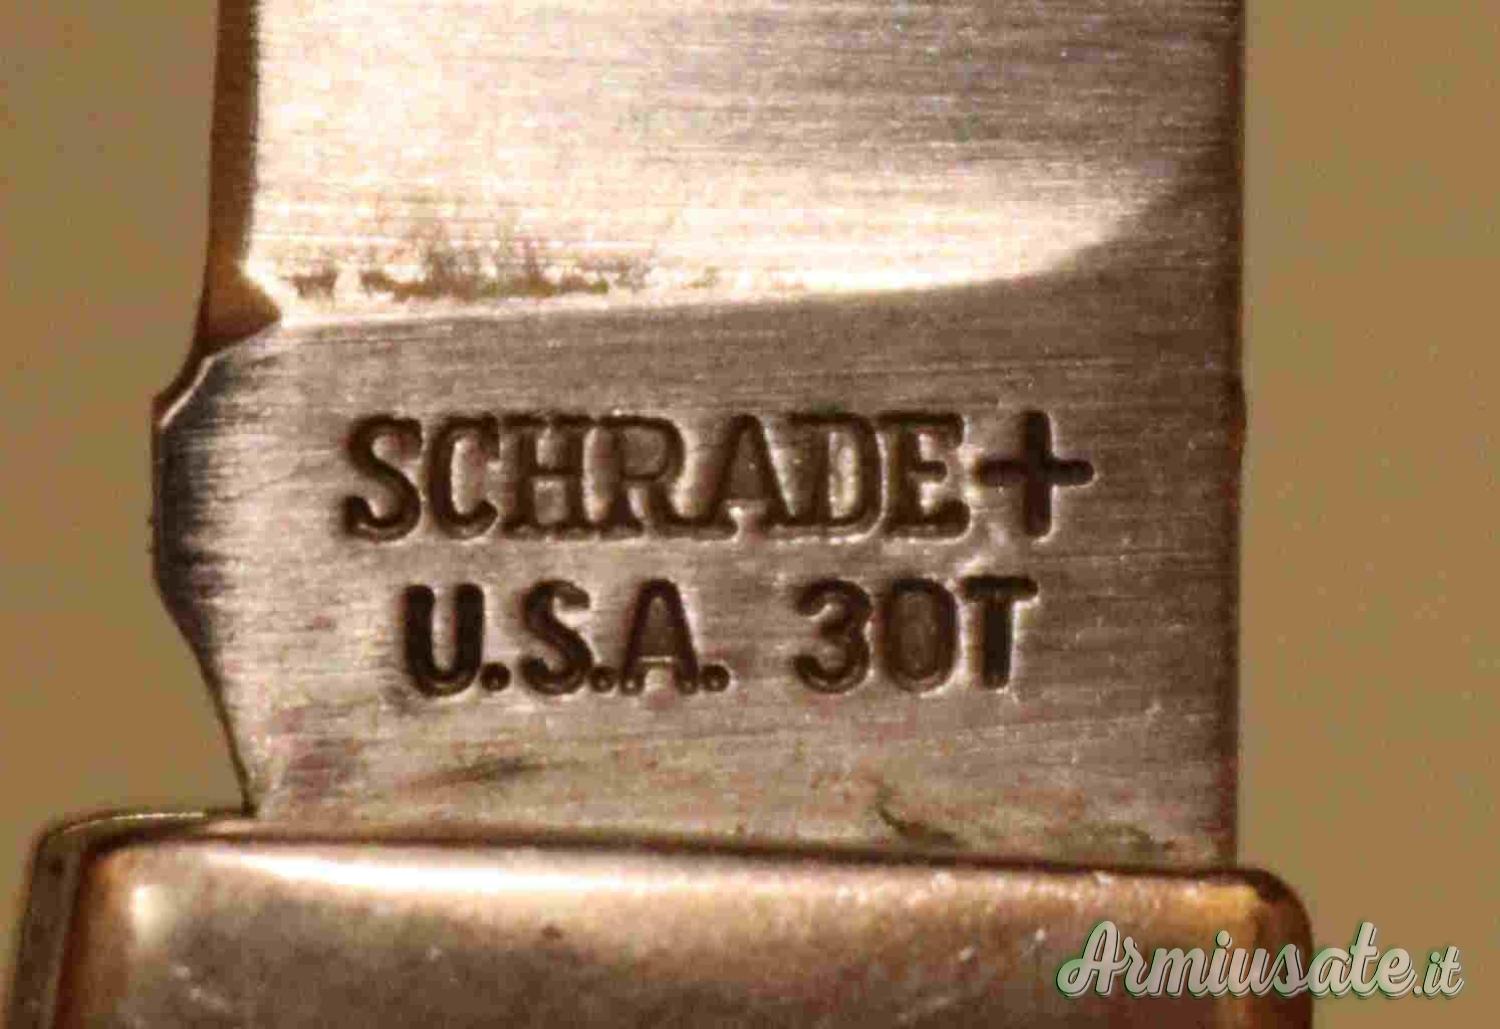 SCHRADE+
U.S.A. 30T
Armiusate.it